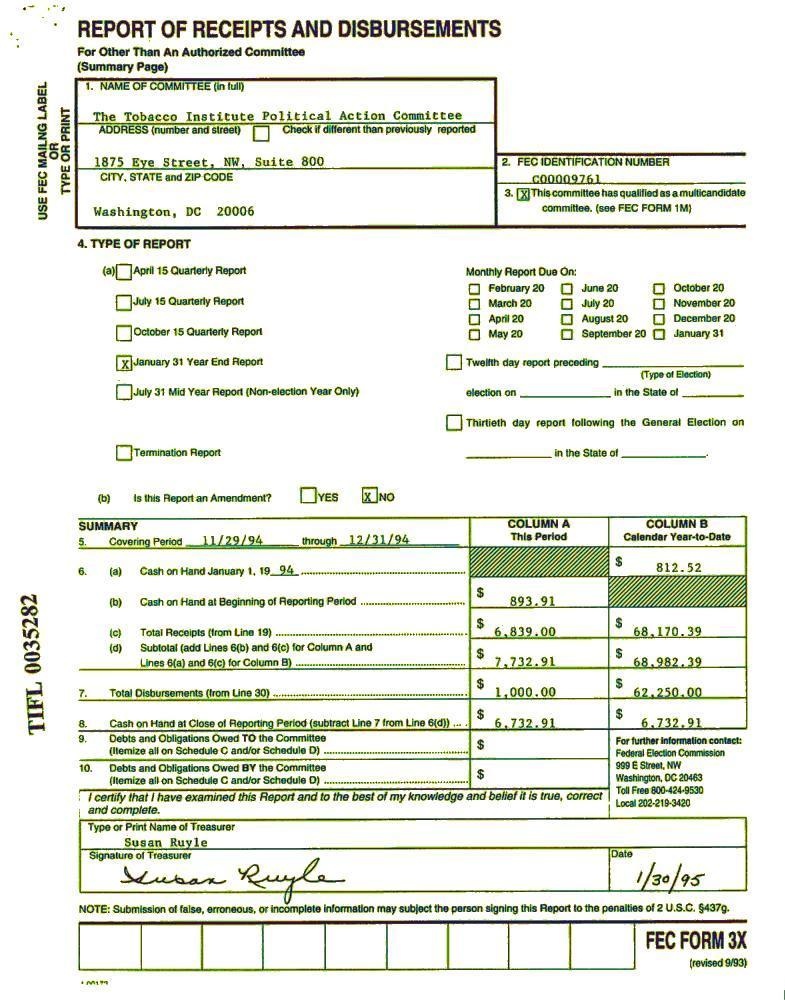 REPORT OF RECEIPTS AND DISBURSEMENTS
For Other Than An Authorized Committee
(Summary Page)
USE FEC MAILNG LABEL
OR
TYPE OR PRINT
1. NAME OF COMMITTEE (in full)
The Tobacco Institute Political Action Committee
ADDRESS (number and street) Check if different than previously reported
1875 Eye Street, NW, Suite 800
CITY, STATE and ZIP CODE
Washington, DC 20006
2. FEC IDENTIFICATION NUMBER
C00009761
3. X This committee has qualified as a multicandidate
committee. (see FEC FORM 1M)
4. TYPE OF REPORT
(a) April 15 Quarterly Report
July 15 Quarterly Report
October 15 Quarterly Report
X January 31 Year End Report
July 31 Mid Year Report (Non-election Year Only)
Termination Report
Monthly Report Due On:
February 20 June 20 October 20
March 20 July 20 November 20
April 20 August 20 December 20
May 20 September 20 January 31
Twelfth day report preceding
(Type of Election)
election on in the State of
Thirtieth day report following the General Election on
in the State of .
(b) Is this Report an Amendment? YES X NO
SUMMARY COLUMN A COLUMN B
5. Covering Period 11/29/94 through 12/31/94 This Period Calendar Year-to-Date
6. (a) Cash on Hand January 1, 19 94 $ 812.52
(b) Cash on Hand at Beginning of Reporting Period $ 893.91
(c) Total Receipts (from Line 19) $ 6,839.00 $ 68,170.39
(d) Subtotal (add Lines 6(b) and 6(c) for Column A and
Lines 6(a) and 6(c) for Column B) $ 7,732.91 $ 68,982.39
7. Total Disbursements (from Line 30) $ 1,000.00 $ 62,250.00
8. Cash on Hand at Close of Reporting Period (subtract Line 7 from Line 6(d)) $ 6,732.91 $ 6,732.91
9. Debts and Obligations Owed TO the Committee
(Itemize all on Schedule C and/or Schedule D) $
10. Debts and Obligations Owed BY the Committee
(Itemize all on Schedule C and/or Schedule D) $
For further information contact:
Federal Election Commission
999 E Street, NW
Washington, DC 20463
Toll Free 800-424-9530
Local 202-219-3420
I certify that I have examined this Report and to the best of my knowledge and belief it is true, correct
and complete.
Type or Print Name of Treasurer
Susan Ruyle
Signature of Treasurer Date
Susan Ruyle 1/30/95
NOTE: Submission of false, erroneous, or incomplete information may subject the person signing this Report to the penalties of 2 U.S.C. §437g.
FEC FORM 3X
(revised 9/93)
TIFL 0035282